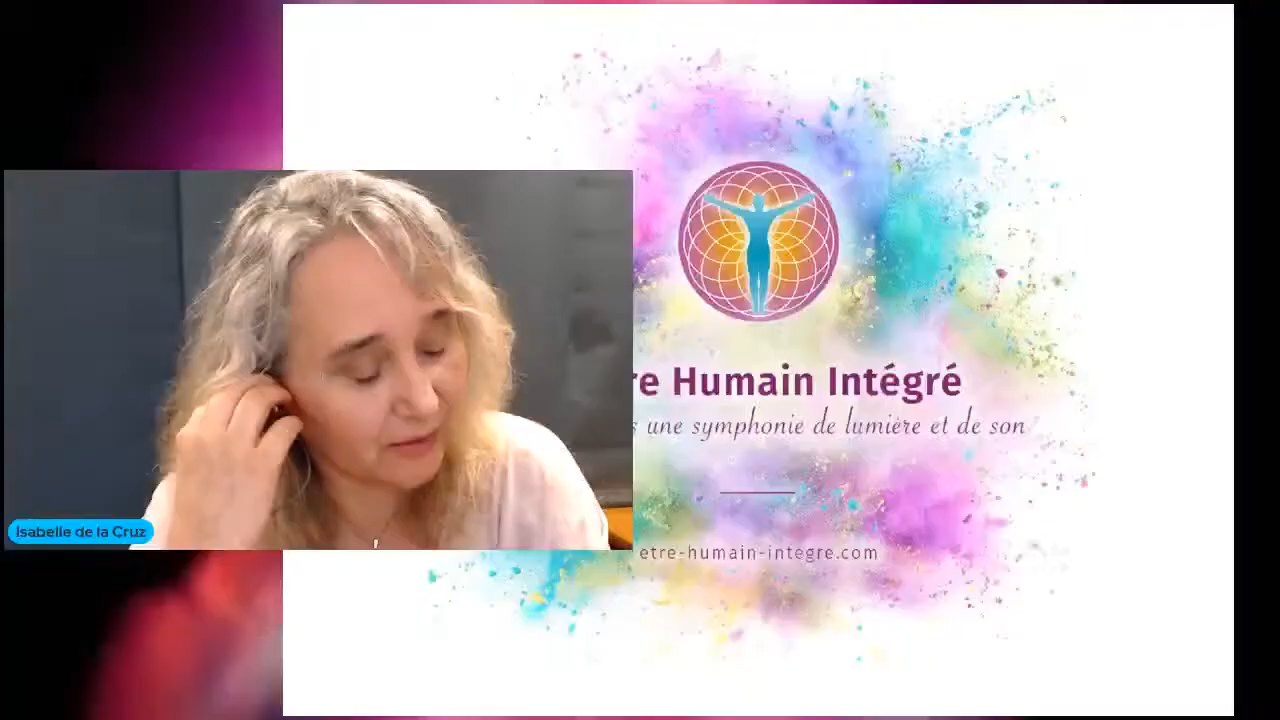 re Humain Intégré
s une symphonie de lumière et de son
etre-humain-integre.com
Isabelle de la Cruz